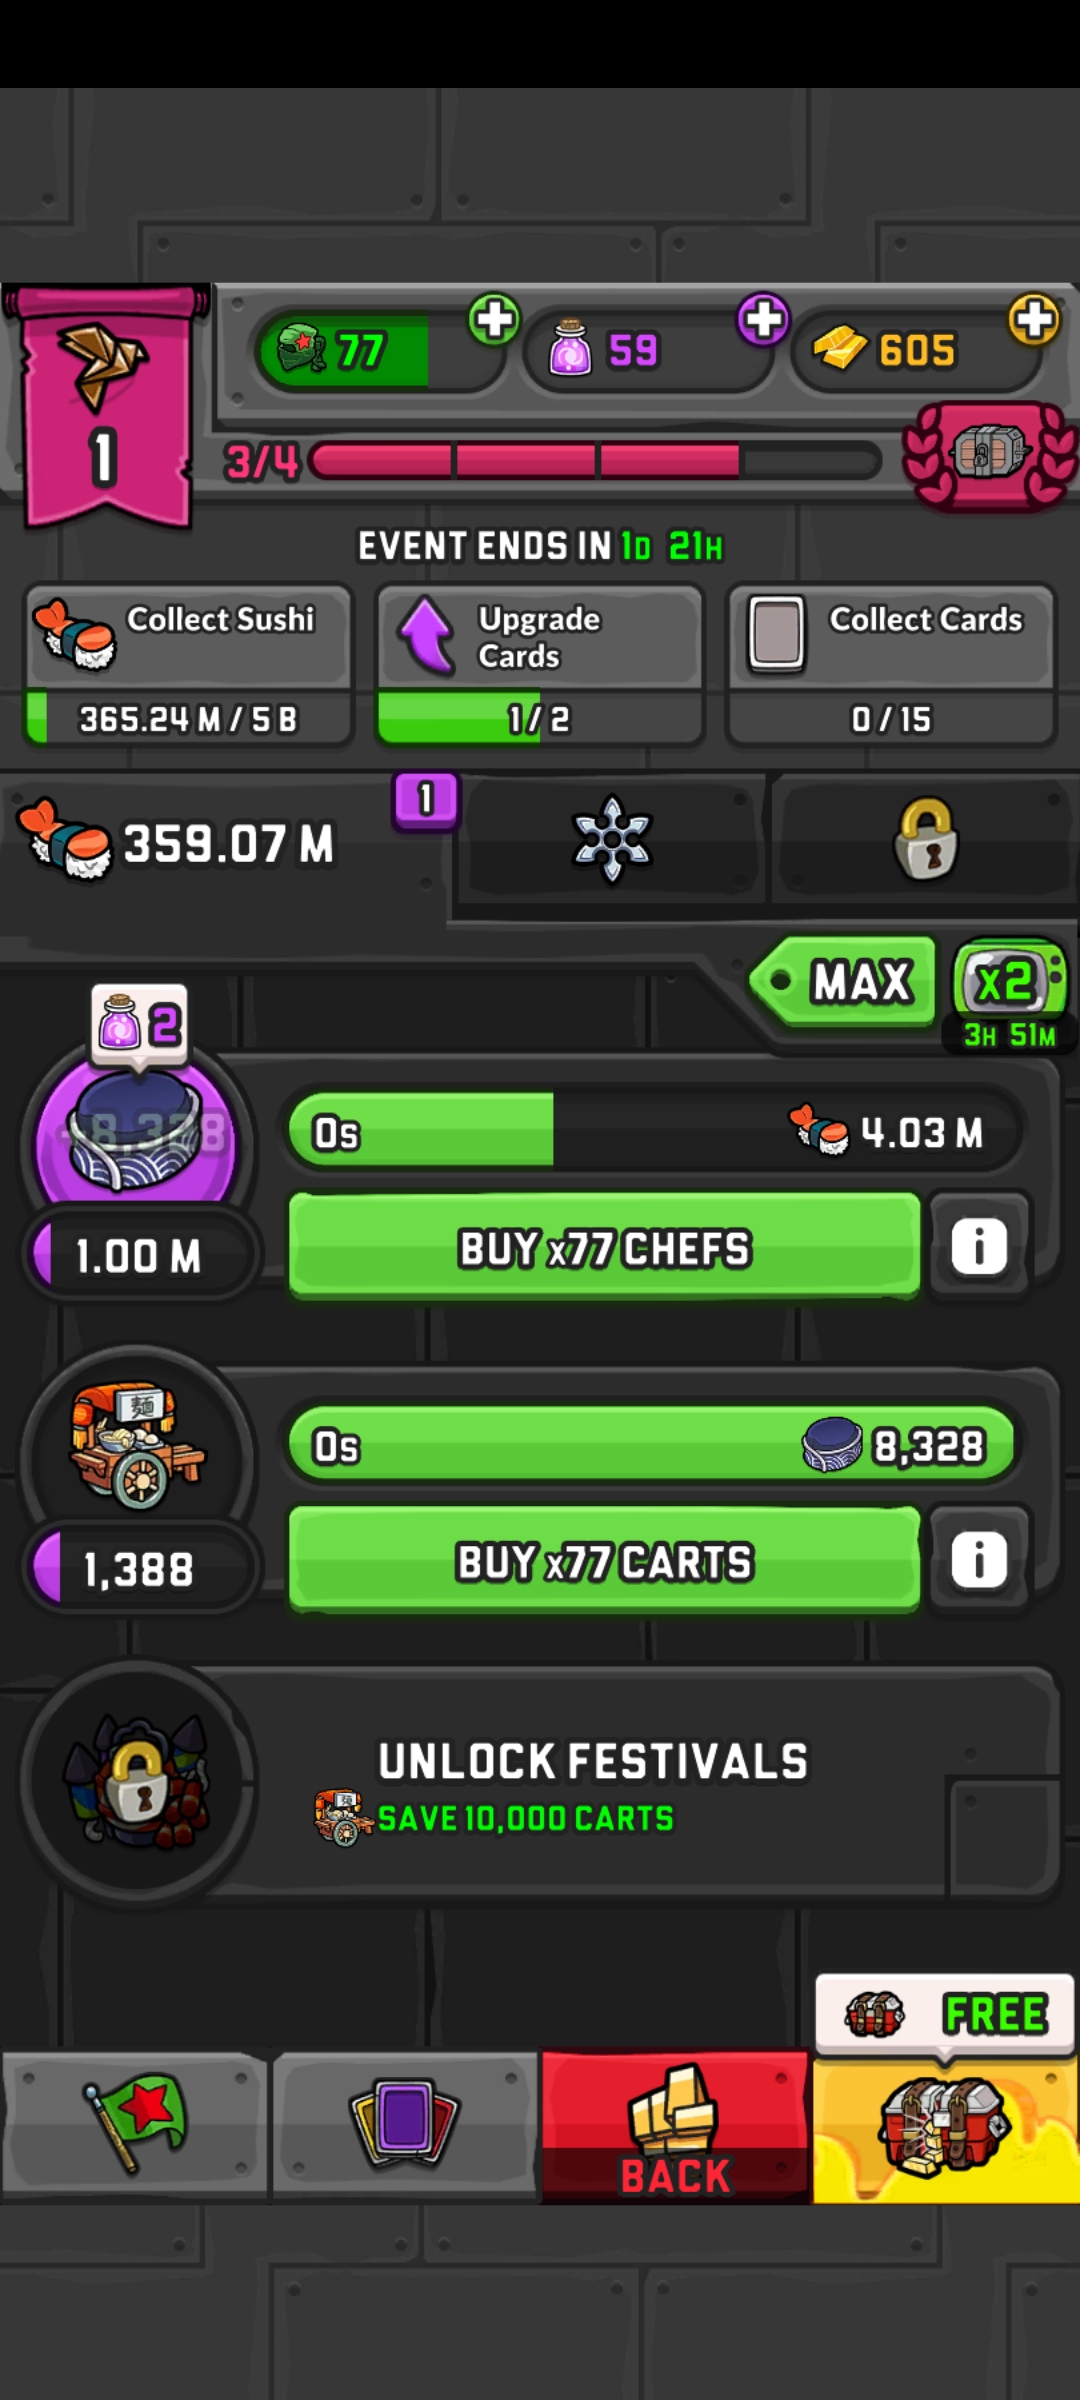 77
59
605
1
3/4
EVENT ENDS IN 1D 21H
Collect Sushi
Upgrade
Cards
Collect Cards
365.24 M / 5 B
1 / 2
0 / 15
359.07 M
1
MAX
x2
3H 51M
2
+8,328
0s
4.03 M
1.00 M
BUY x77 CHEFS
i
麺
0s
8,328
1,388
BUY x77 CARTS
i
UNLOCK FESTIVALS
SAVE 10,000 CARTS
FREE
BACK